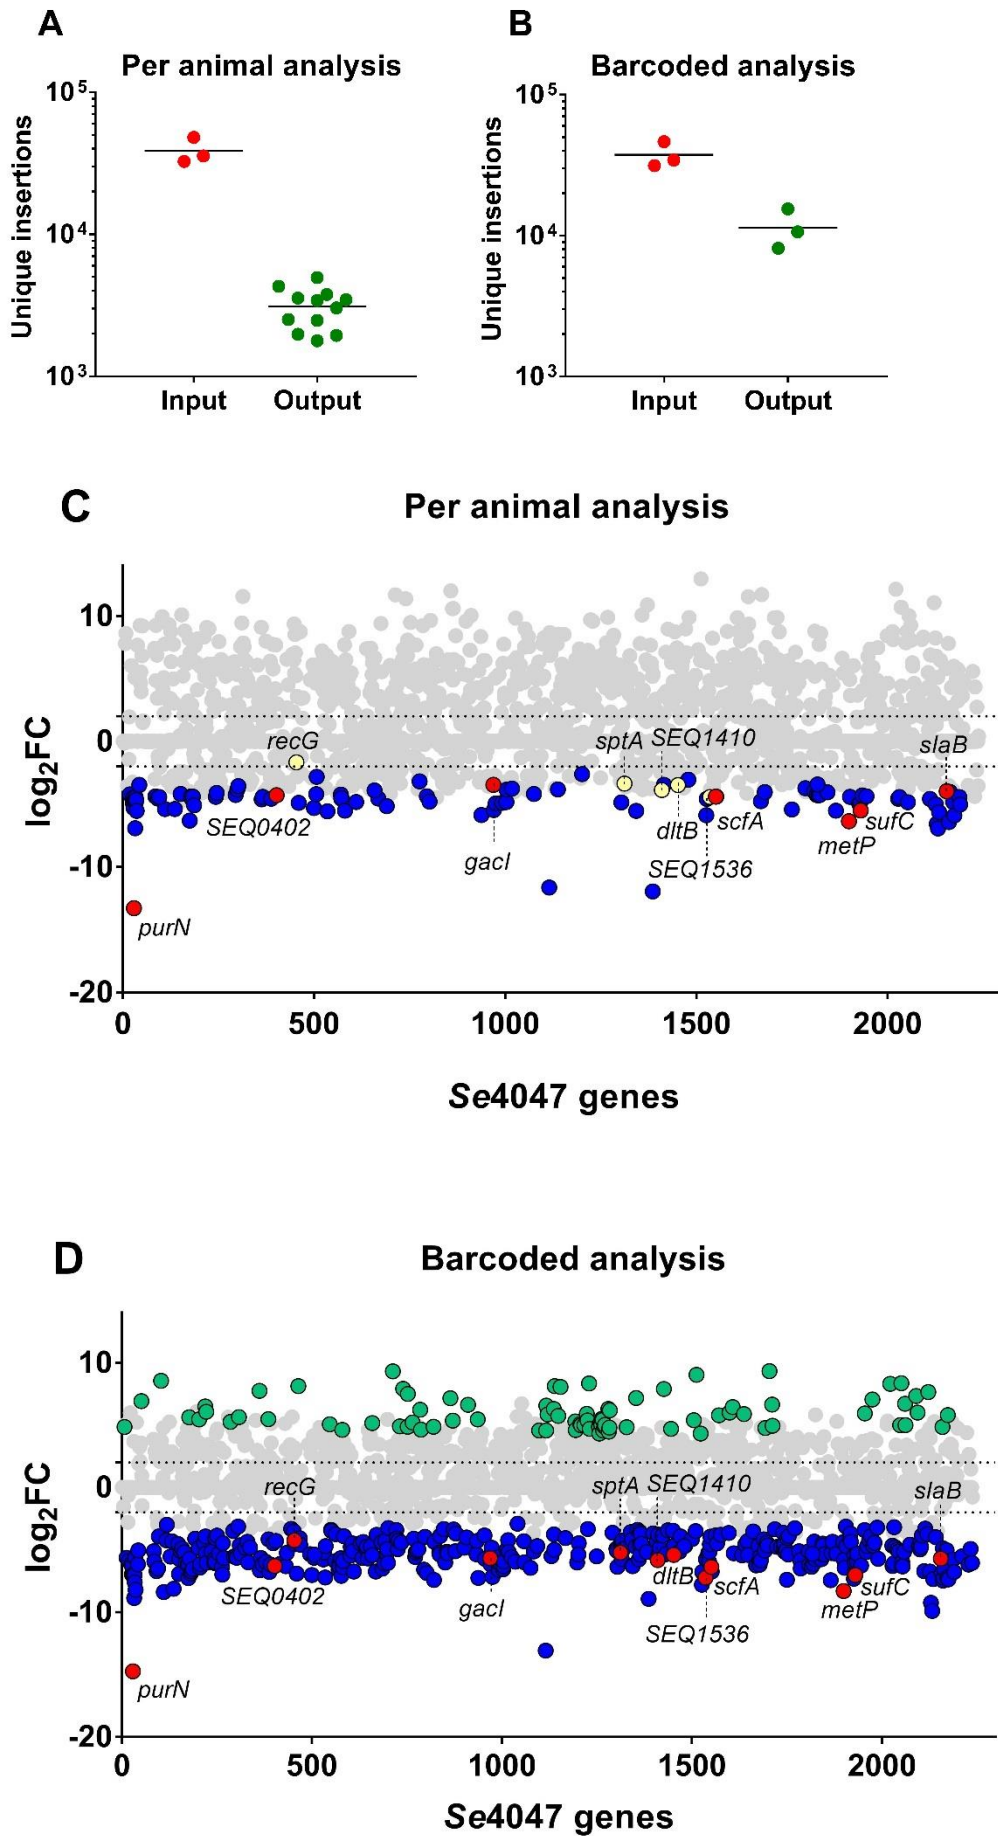 A
B
Per animal analysis
Barcoded analysis
Unique insertions
10^5
10^4
10^3
Input
Output
Unique insertions
10^5
10^4
10^3
Input
Output
C
Per animal analysis
log2FC
10
0
-10
-20
recG
sptA
SEQ1410
slaB
SEQ0402
gacI
dltB
scfA
SEQ1536
metP
sufC
purN
0
500
1000
1500
2000
Se4047 genes
D
Barcoded analysis
log2FC
10
0
-10
-20
recG
sptA
SEQ1410
slaB
SEQ0402
gacI
dltB
scfA
SEQ1536
metP
sufC
purN
0
500
1000
1500
2000
Se4047 genes